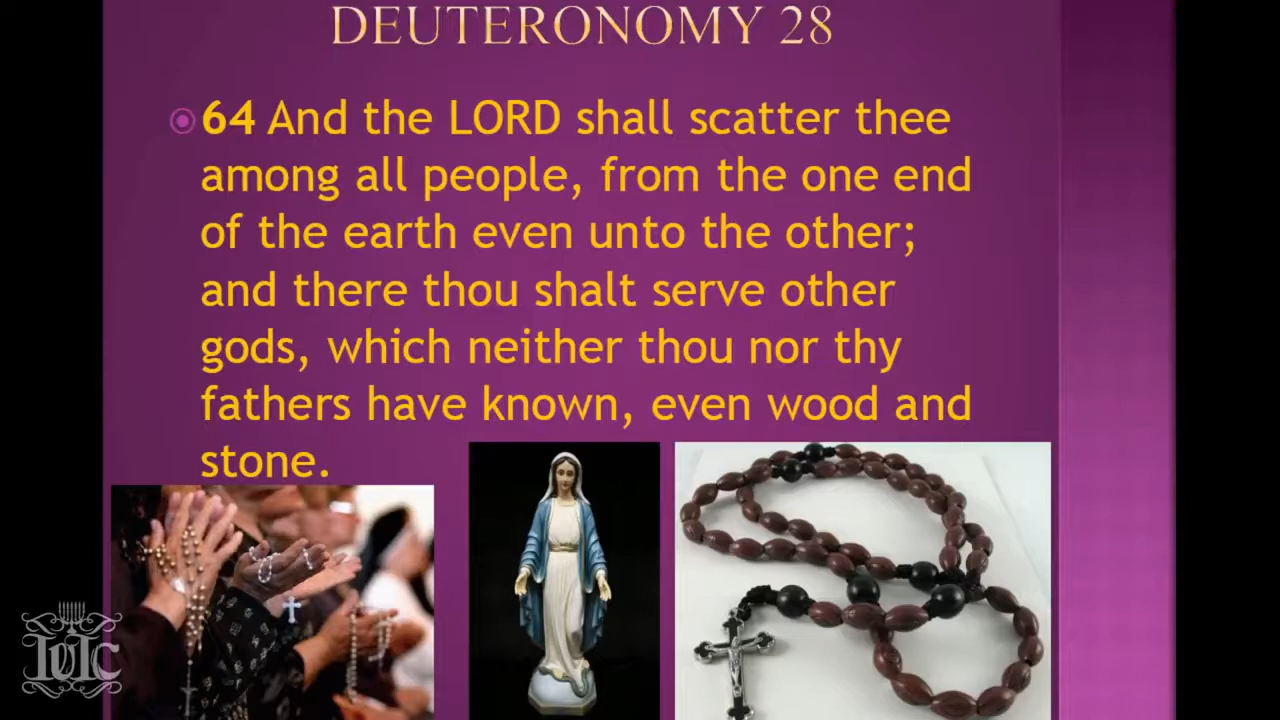 DEUTERONOMY 28
64 And the LORD shall scatter thee
among all people, from the one end
of the earth even unto the other;
and there thou shalt serve other
gods, which neither thou nor thy
fathers have known, even wood and
stone.
IUIC